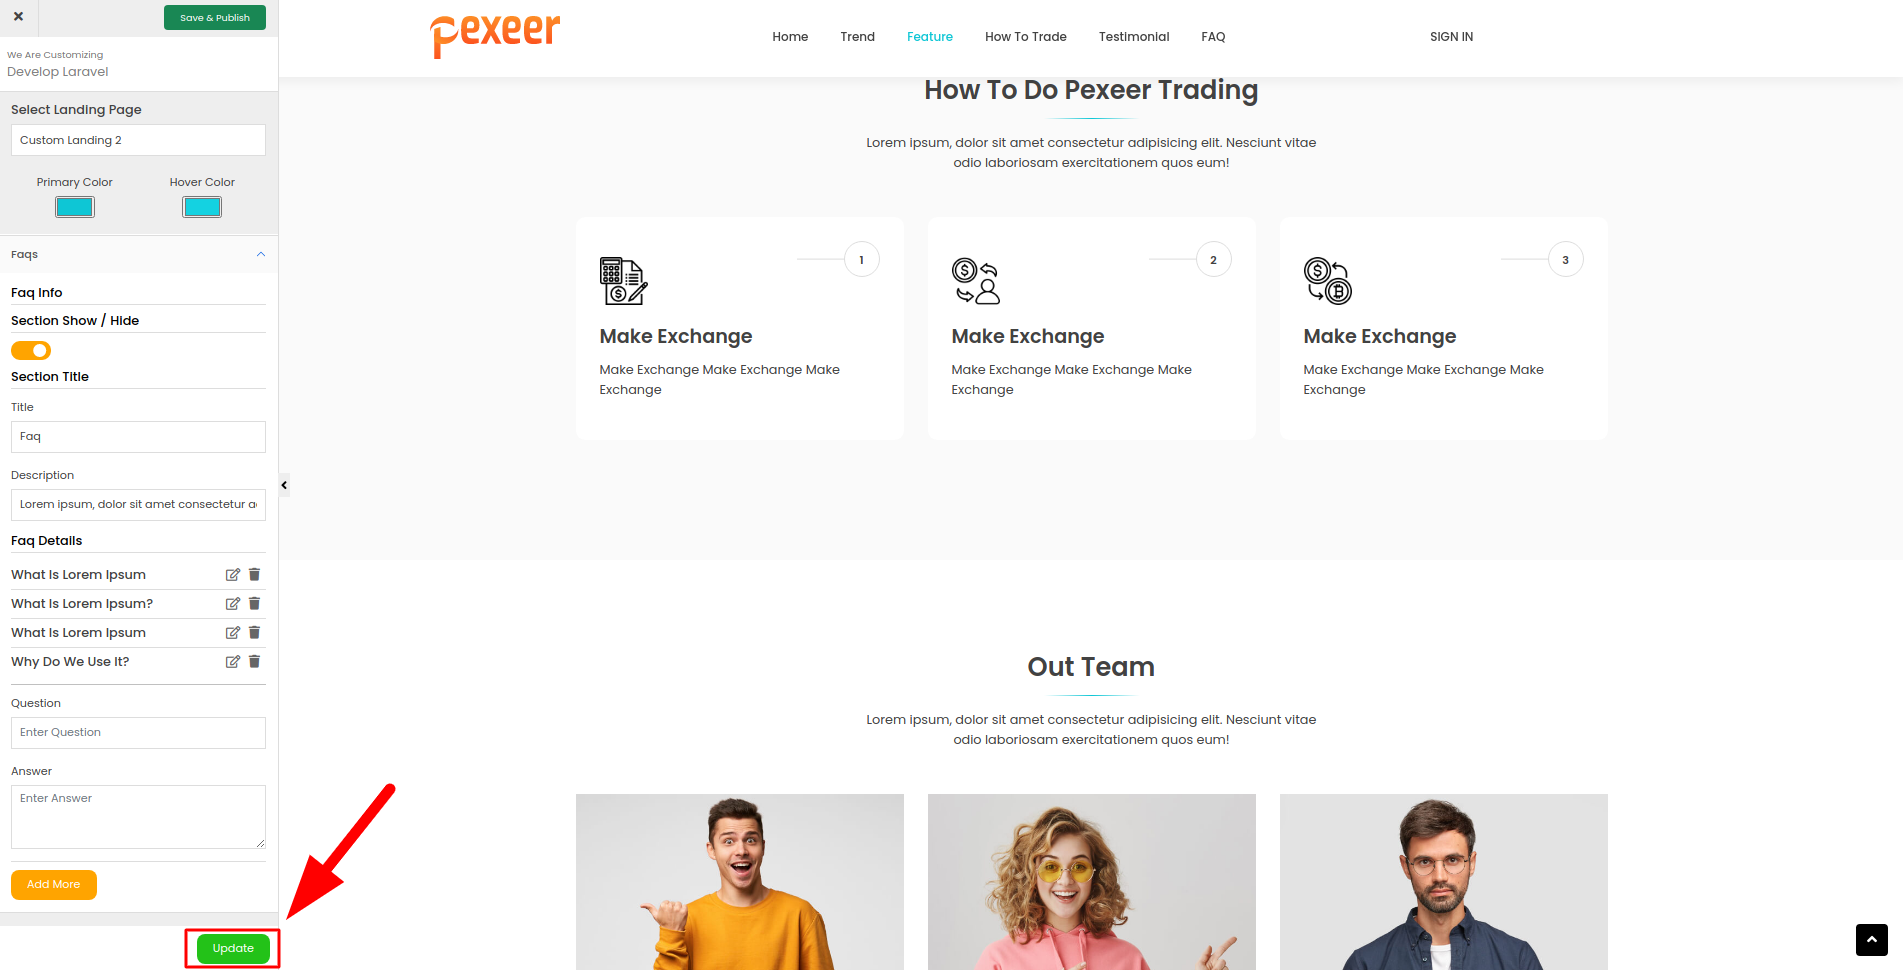 Save & Publish
We Are Customizing
Develop Laravel
Select Landing Page
Custom Landing 2
Primary Color
Hover Color
Faqs
Faq Info
Section Show / Hide
Section Title
Title
Faq
Description
Lorem ipsum, dolor sit amet consectetur a
Faq Details
What Is Lorem Ipsum
What Is Lorem Ipsum?
What Is Lorem Ipsum
Why Do We Use It?
Question
Enter Question
Answer
Enter Answer
Add More
Update
pexeer
Home
Trend
Feature
How To Trade
Testimonial
FAQ
SIGN IN
How To Do Pexeer Trading
Lorem ipsum, dolor sit amet consectetur adipisicing elit. Nesciunt vitae
odio laboriosam exercitationem quos eum!
1
Make Exchange
Make Exchange Make Exchange Make
Exchange
2
Make Exchange
Make Exchange Make Exchange Make
Exchange
3
Make Exchange
Make Exchange Make Exchange Make
Exchange
Out Team
Lorem ipsum, dolor sit amet consectetur adipisicing elit. Nesciunt vitae
odio laboriosam exercitationem quos eum!